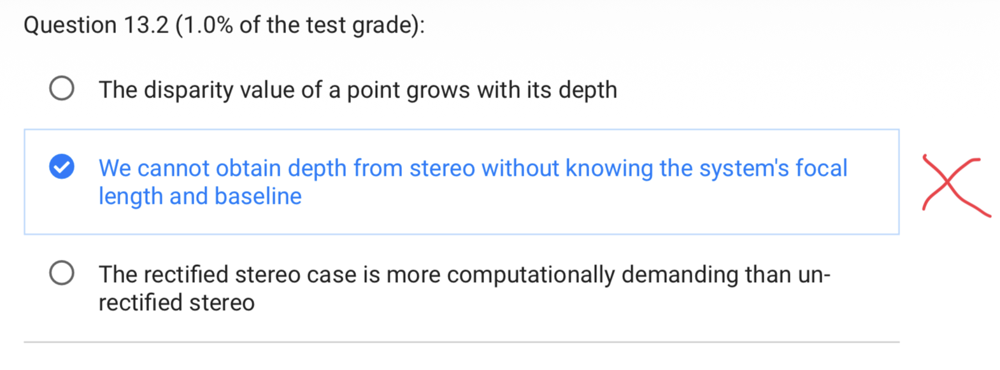 Question 13.2 (1.0% of the test grade):
The disparity value of a point grows with its depth
We cannot obtain depth from stereo without knowing the system's focal
length and baseline
The rectified stereo case is more computationally demanding than un-
rectified stereo